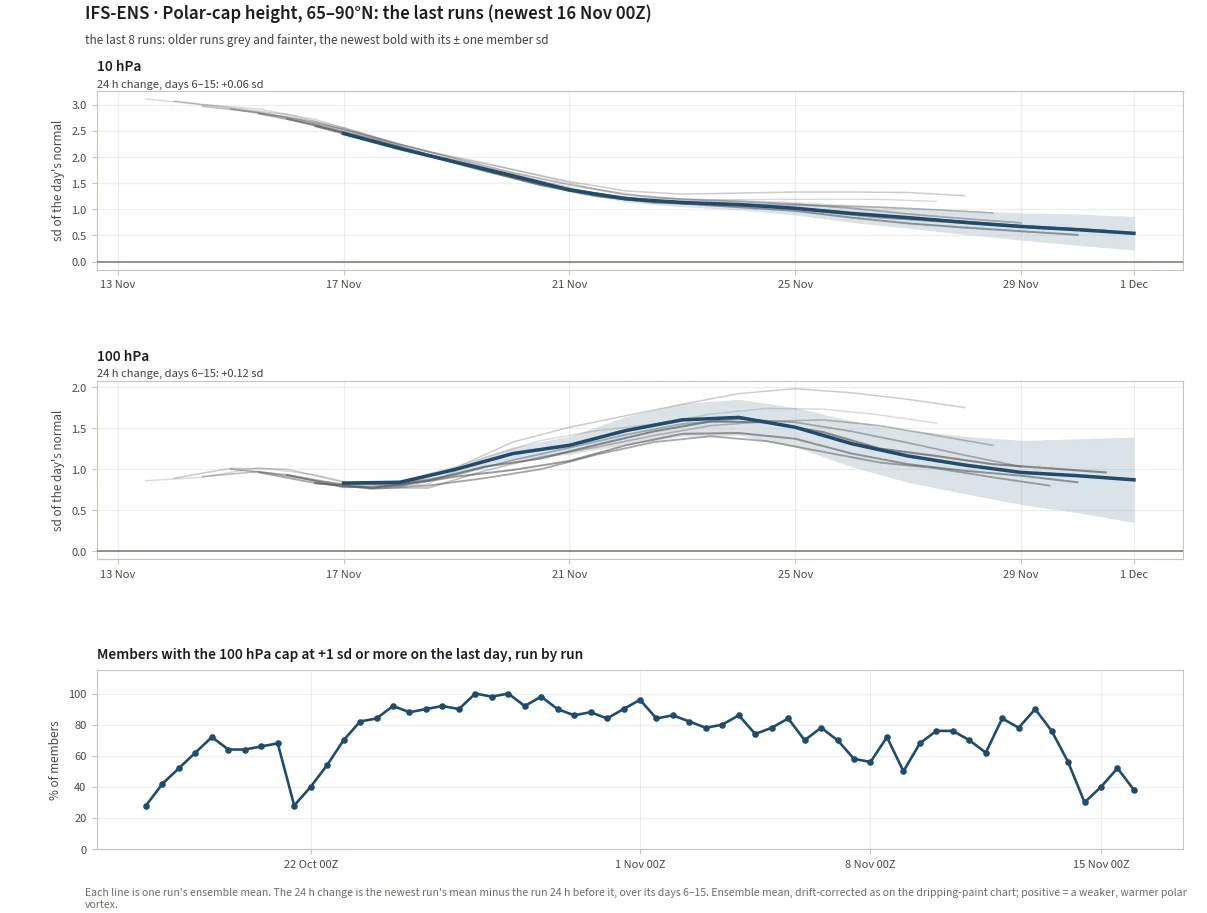 IFS-ENS · Polar-cap height, 65–90°N: the last runs (newest 16 Nov 00Z)
the last 8 runs: older runs grey and fainter, the newest bold with its ± one member sd
10 hPa
24 h change, days 6–15: +0.06 sd
3.0
2.5
2.0
1.5
1.0
0.5
0.0
sd of the day's normal
13 Nov 17 Nov 21 Nov 25 Nov 29 Nov 1 Dec
100 hPa
24 h change, days 6–15: +0.12 sd
2.0
1.5
1.0
0.5
0.0
sd of the day's normal
13 Nov 17 Nov 21 Nov 25 Nov 29 Nov 1 Dec
Members with the 100 hPa cap at +1 sd or more on the last day, run by run
100
80
60
40
20
0
% of members
22 Oct 00Z 1 Nov 00Z 8 Nov 00Z 15 Nov 00Z
Each line is one run's ensemble mean. The 24 h change is the newest run's mean minus the run 24 h before it, over its days 6–15. Ensemble mean, drift-corrected as on the dripping-paint chart; positive = a weaker, warmer polar
vortex.